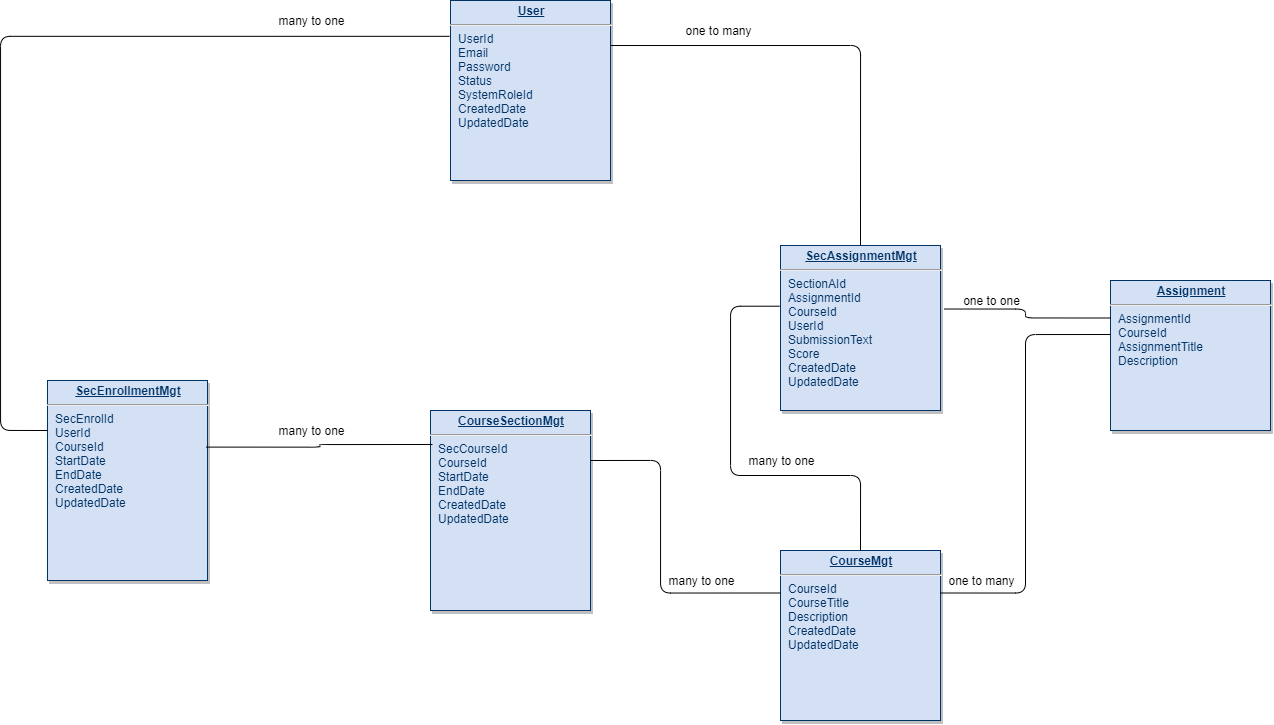 many to one
User
UserId
Email
Password
Status
SystemRoleId
CreatedDate
UpdatedDate
one to many
SecAssignmentMgt
SectionAId
AssignmentId
CourseId
UserId
SubmissionText
Score
CreatedDate
UpdatedDate
one to one
Assignment
AssignmentId
CourseId
AssignmentTitle
Description
SecEnrollmentMgt
SecEnrolId
UserId
CourseId
StartDate
EndDate
CreatedDate
UpdatedDate
many to one
CourseSectionMgt
SecCourseId
CourseId
StartDate
EndDate
CreatedDate
UpdatedDate
many to one
many to one
CourseMgt
CourseId
CourseTitle
Description
CreatedDate
UpdatedDate
one to many